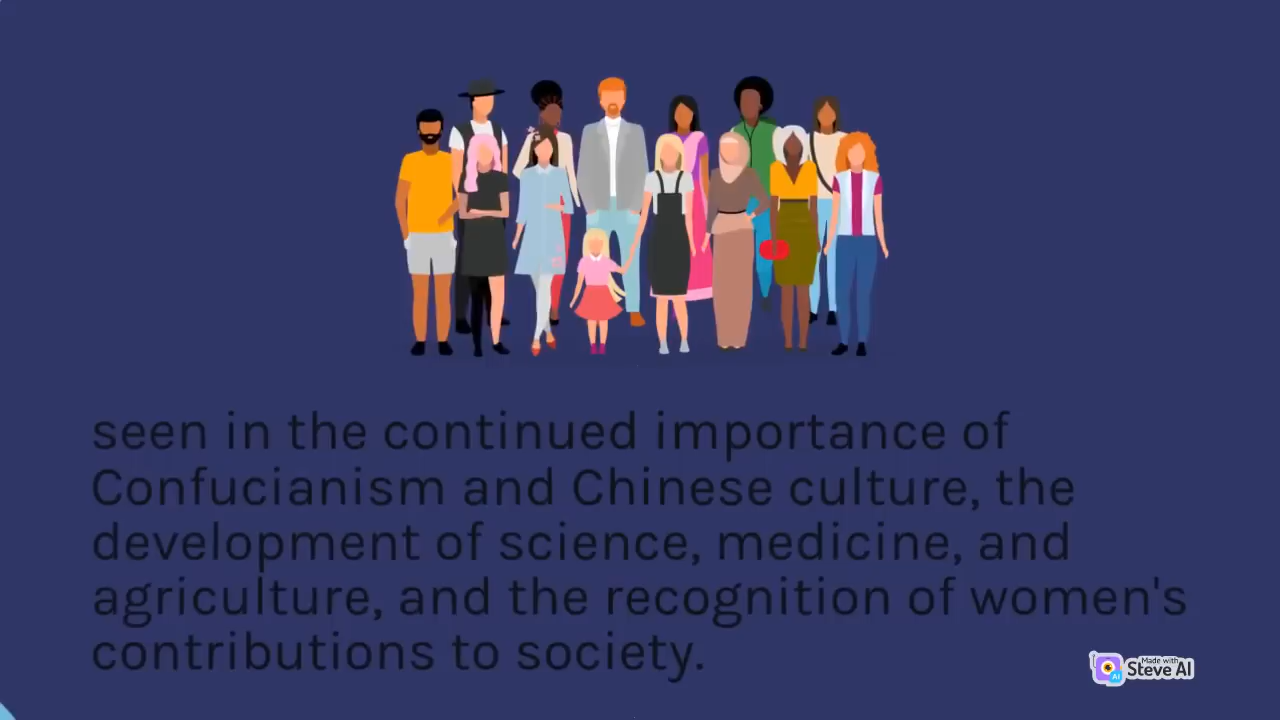 seen in the continued importance of
Confucianism and Chinese culture, the
development of science, medicine, and
agriculture, and the recognition of women's
contributions to society.
Made with
Steve AI
AI